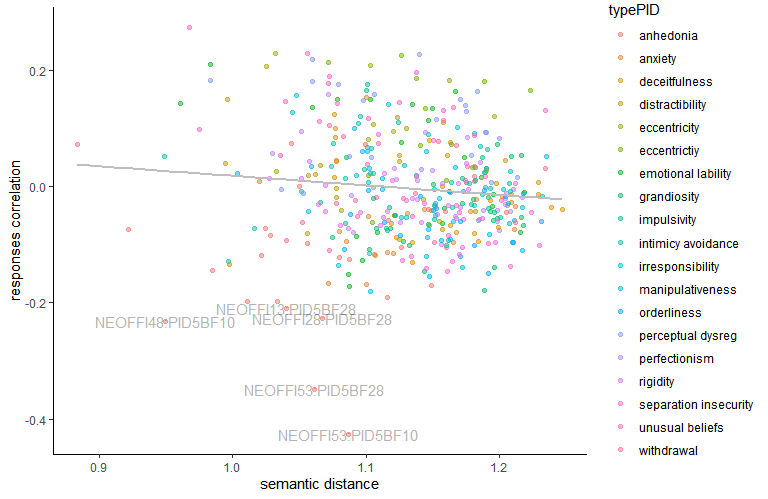 typePID
anhedonia
anxiety
deceitfulness
distractibility
eccentricity
eccentrictiy
emotional lability
grandiosity
impulsivity
intimicy avoidance
irresponsibility
manipulativeness
orderliness
perceptual dysreg
perfectionism
rigidity
separation insecurity
unusual beliefs
withdrawal
responses correlation
0.2
0.0
-0.2
-0.4
NEOFFI13:PID5BF28
NEOFFI28:PID5BF28
NEOFFI48:PID5BF10
NEOFFI53:PID5BF28
NEOFFI53:PID5BF10
0.9 1.0 1.1 1.2
semantic distance